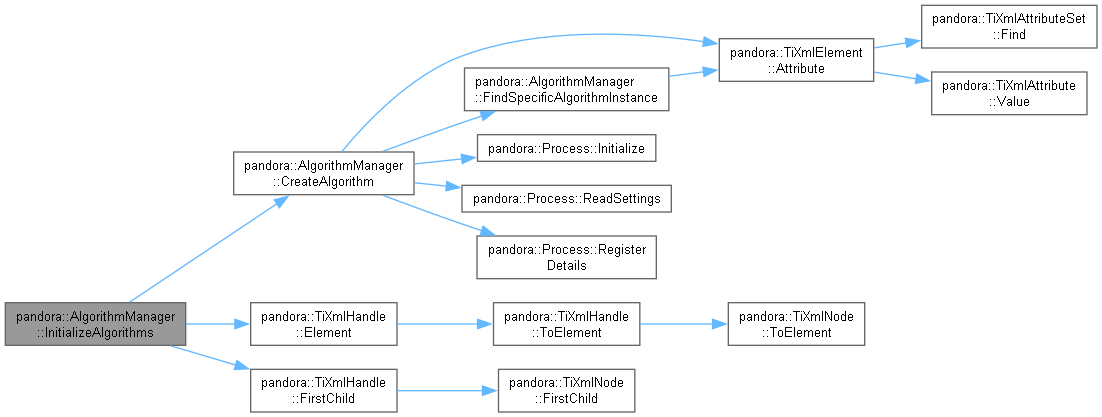 pandora::TiXmlAttributeSet
::Find
pandora::TiXmlElement
::Attribute
pandora::AlgorithmManager
::FindSpecificAlgorithmInstance
pandora::TiXmlAttribute
::Value
pandora::Process::Initialize
pandora::AlgorithmManager
::CreateAlgorithm
pandora::Process::ReadSettings
pandora::Process::Register
Details
pandora::AlgorithmManager
::InitializeAlgorithms
pandora::TiXmlHandle
::Element
pandora::TiXmlHandle
::ToElement
pandora::TiXmlNode
::ToElement
pandora::TiXmlHandle
::FirstChild
pandora::TiXmlNode
::FirstChild